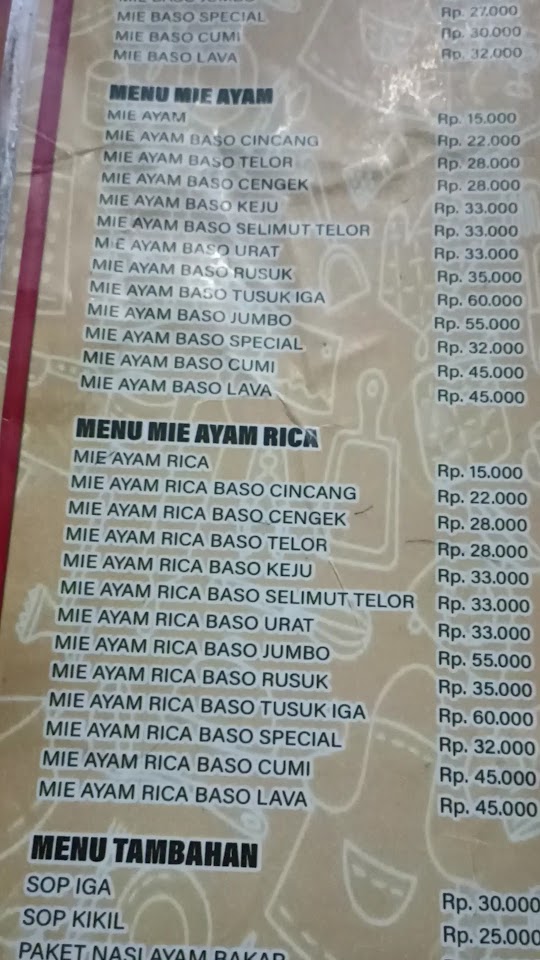 MIE BASO JUMBO
MIE BASO SPECIAL Rp. 27.000
MIE BASO CUMI Rp. 30.000
MIE BASO LAVA Rp. 32.000
MENU MIE AYAM
MIE AYAM Rp. 15.000
MIE AYAM BASO CINCANG Rp. 22.000
MIE AYAM BASO TELOR Rp. 28.000
MIE AYAM BASO CENGEK Rp. 28.000
MIE AYAM BASO KEJU Rp. 33.000
MIE AYAM BASO SELIMUT TELOR Rp. 33.000
MIE AYAM BASO URAT Rp. 33.000
MIE AYAM BASO RUSUK Rp. 35.000
MIE AYAM BASO TUSUK IGA Rp. 60.000
MIE AYAM BASO JUMBO Rp. 55.000
MIE AYAM BASO SPECIAL Rp. 32.000
MIE AYAM BASO CUMI Rp. 45.000
MIE AYAM BASO LAVA Rp. 45.000
MENU MIE AYAM RICA
MIE AYAM RICA Rp. 15.000
MIE AYAM RICA BASO CINCANG Rp. 22.000
MIE AYAM RICA BASO CENGEK Rp. 28.000
MIE AYAM RICA BASO TELOR Rp. 28.000
MIE AYAM RICA BASO KEJU Rp. 33.000
MIE AYAM RICA BASO SELIMUT TELOR Rp. 33.000
MIE AYAM RICA BASO URAT Rp. 33.000
MIE AYAM RICA BASO JUMBO Rp. 55.000
MIE AYAM RICA BASO RUSUK Rp. 35.000
MIE AYAM RICA BASO TUSUK IGA Rp. 60.000
MIE AYAM RICA BASO SPECIAL Rp. 32.000
MIE AYAM RICA BASO CUMI Rp. 45.000
MIE AYAM RICA BASO LAVA Rp. 45.000
MENU TAMBAHAN
SOP IGA Rp. 30.000
SOP KIKIL Rp. 25.000
PAKET NASI AYAM BAKAR